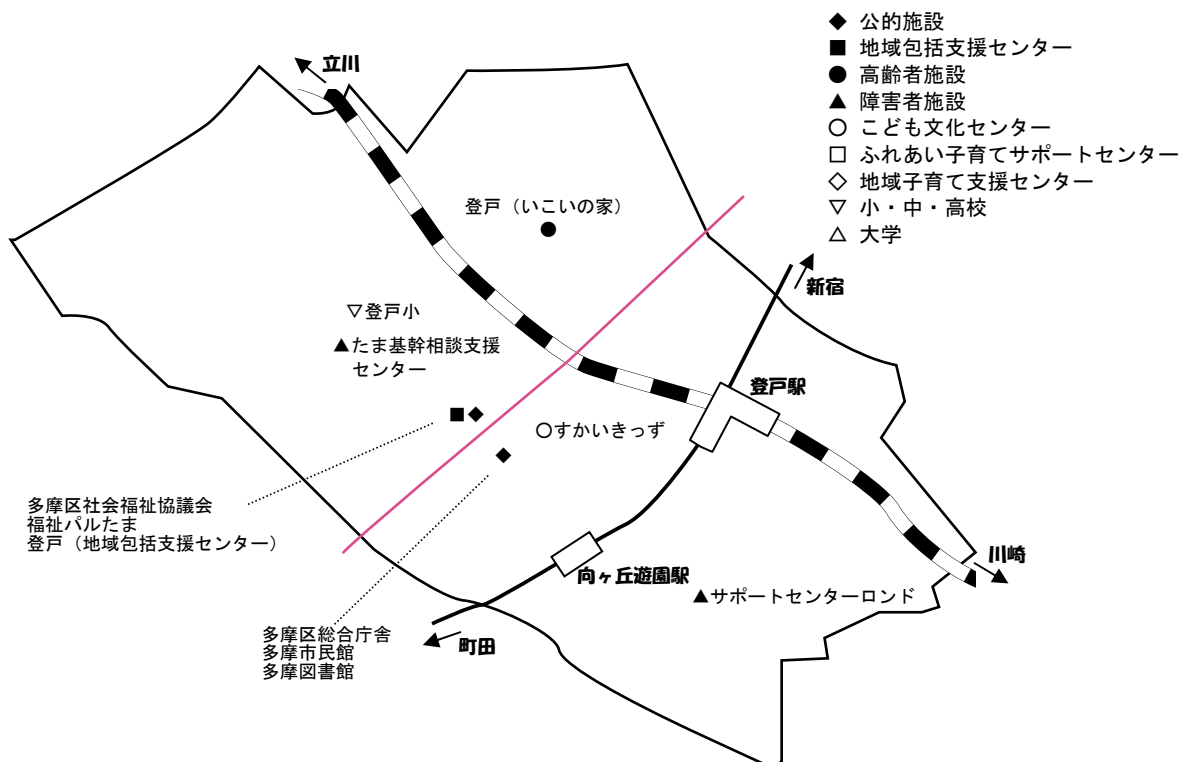 ◆ 公的施設
■ 地域包括支援センター
● 高齢者施設
▲ 障害者施設
○ こども文化センター
□ ふれあい子育てサポートセンター
◇ 地域子育て支援センター
▽ 小・中・高校
△ 大学
立川
登戸（いこいの家）
新宿
▽登戸小
▲たま基幹相談支援
センター
登戸駅
○すかいきっず
多摩区社会福祉協議会
福祉パルたま
登戸（地域包括支援センター）
川崎
向ヶ丘遊園駅
▲サポートセンターロンド
多摩区総合庁舎
多摩市民館
多摩図書館
町田